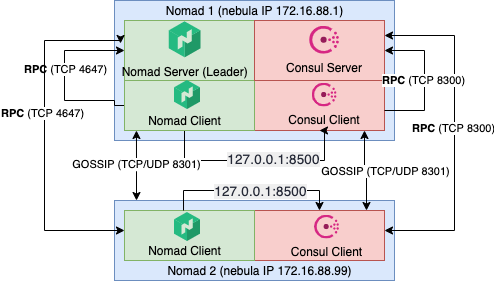 Nomad 1 (nebula IP 172.16.88.1)
Nomad Server (Leader)
Consul Server
RPC (TCP 4647)
RPC (TCP 8300)
RPC (TCP 4647)
Nomad Client
Consul Client
RPC (TCP 8300)
GOSSIP (TCP/UDP 8301)
127.0.0.1:8500
GOSSIP (TCP/UDP 8301)
127.0.0.1:8500
Nomad Client
Consul Client
Nomad 2 (nebula IP 172.16.88.99)